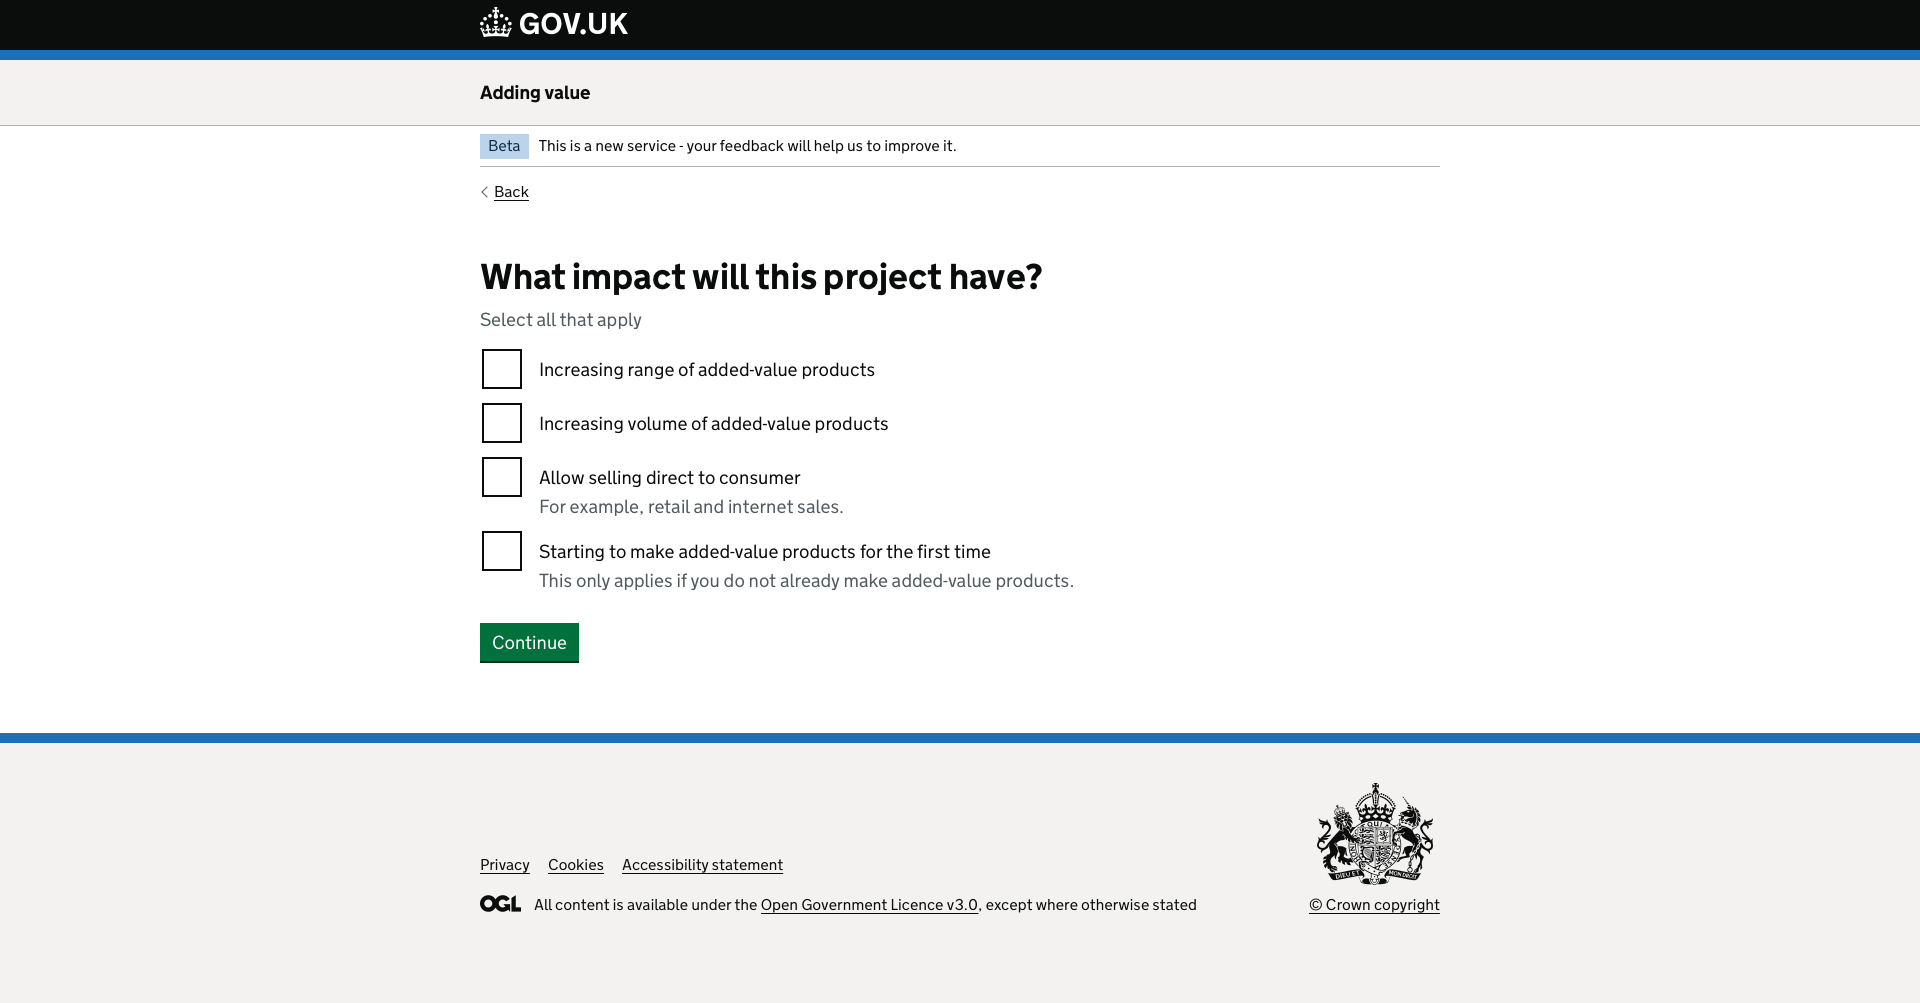 GOV.UK
Adding value
Beta This is a new service - your feedback will help us to improve it.
Back
What impact will this project have?
Select all that apply
Increasing range of added-value products
Increasing volume of added-value products
Allow selling direct to consumer
For example, retail and internet sales.
Starting to make added-value products for the first time
This only applies if you do not already make added-value products.
Continue
Privacy Cookies Accessibility statement
OGL All content is available under the Open Government Licence v3.0, except where otherwise stated
DIEU ET MON DROIT
© Crown copyright